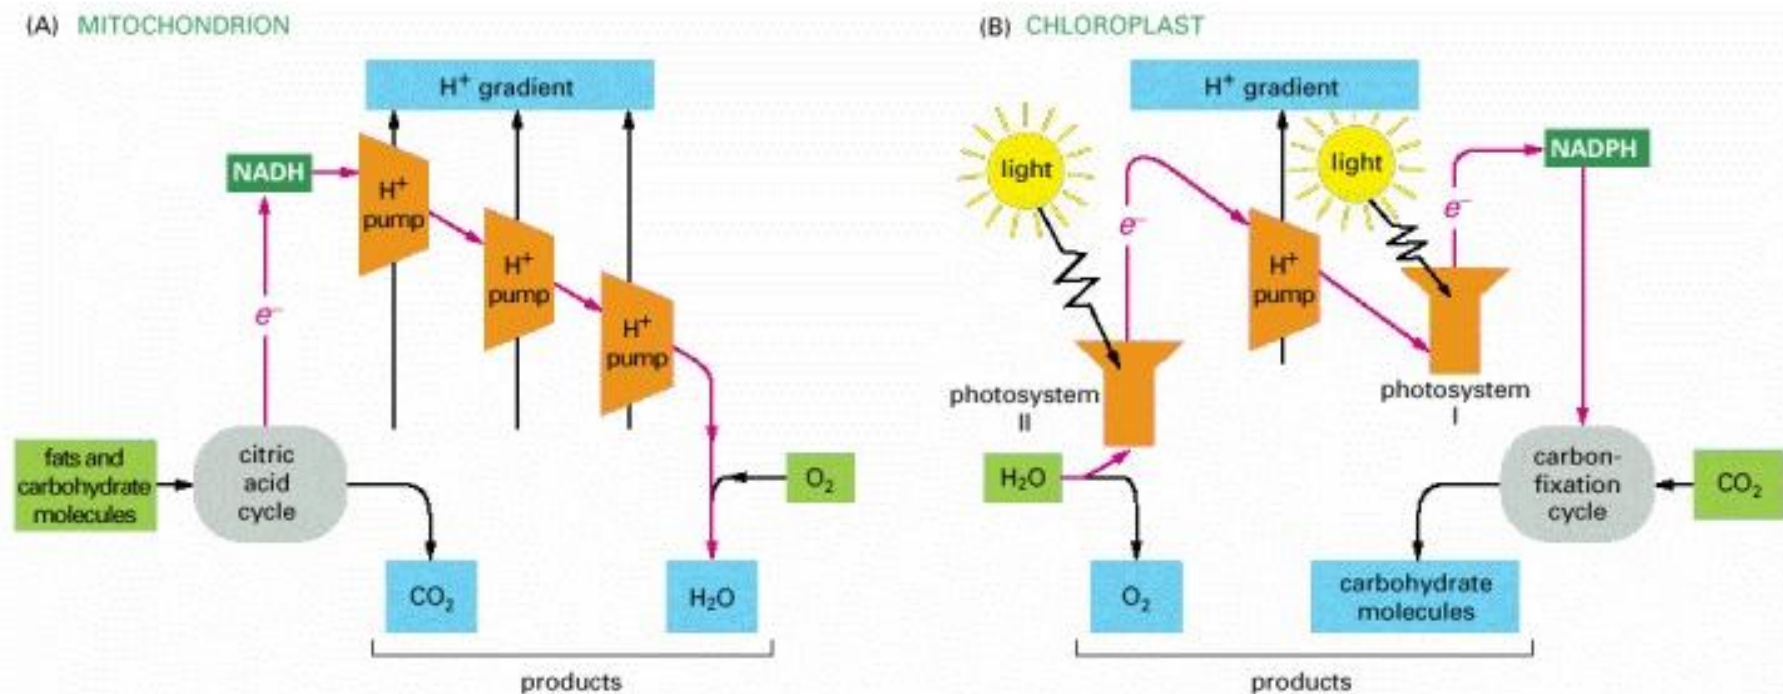 (A) MITOCHONDRION
H⁺ gradient
NADH
H⁺
pump
H⁺
pump
H⁺
pump
e⁻
fats and
carbohydrate
molecules
citric
acid
cycle
O₂
CO₂
H₂O
products
(B) CHLOROPLAST
H⁺ gradient
light
light
NADPH
e⁻
e⁻
H⁺
pump
photosystem
II
photosystem
I
H₂O
carbon-
fixation
cycle
CO₂
O₂
carbohydrate
molecules
products